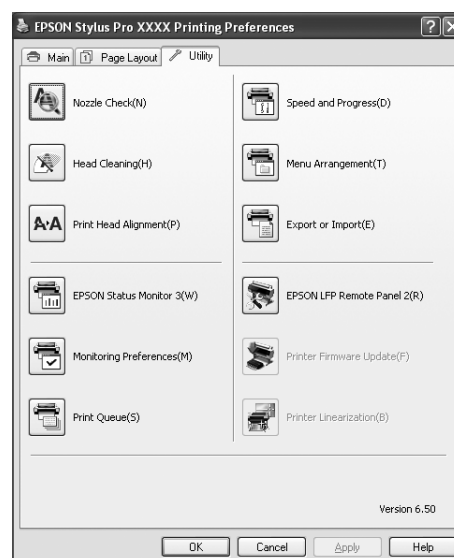 EPSON Stylus Pro XXXX Printing Preferences
Main
Page Layout
Utility
Nozzle Check(N)
Speed and Progress(D)
Head Cleaning(H)
Menu Arrangement(T)
Print Head Alignment(P)
Export or Import(E)
EPSON Status Monitor 3(W)
EPSON LFP Remote Panel 2(R)
Monitoring Preferences(M)
Printer Firmware Update(F)
Print Queue(S)
Printer Linearization(B)
Version 6.50
OK
Cancel
Apply
Help